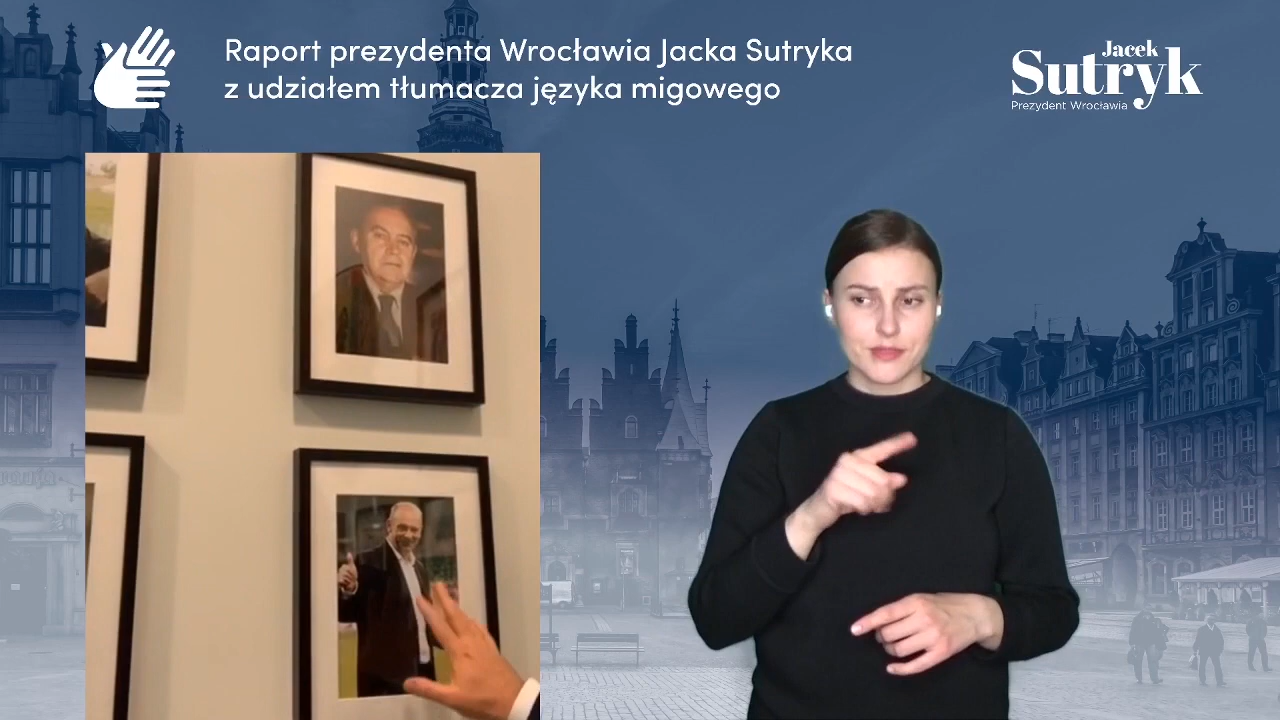 Raport prezydenta Wrocławia Jacka Sutryka
z udziałem tłumacza języka migowego
Jacek
Sutryk
Prezydent Wrocławia